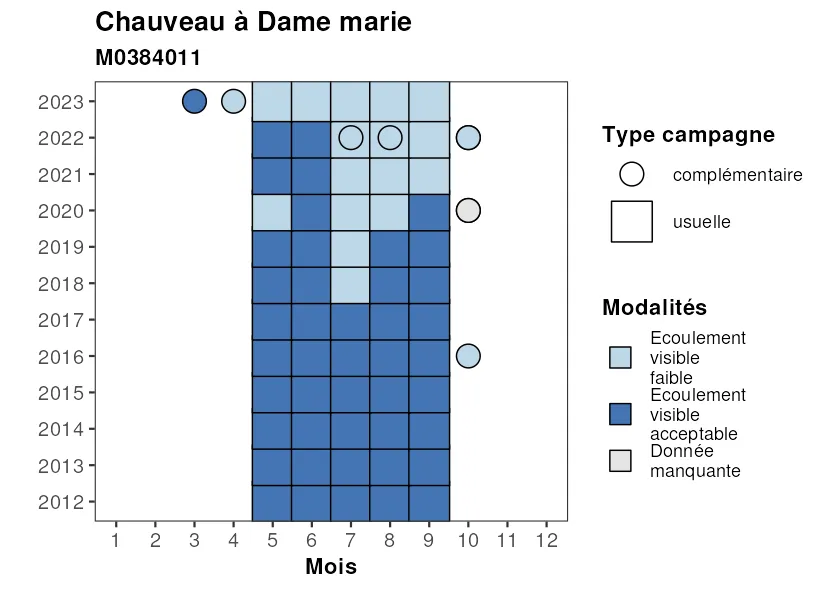 Chauveau à Dame marie
M0384011
2023
2022
2021
2020
2019
2018
2017
2016
2015
2014
2013
2012
1 2 3 4 5 6 7 8 9 10 11 12
Mois
Type campagne
complémentaire
usuelle
Modalités
Ecoulement
visible
faible
Ecoulement
visible
acceptable
Donnée
manquante